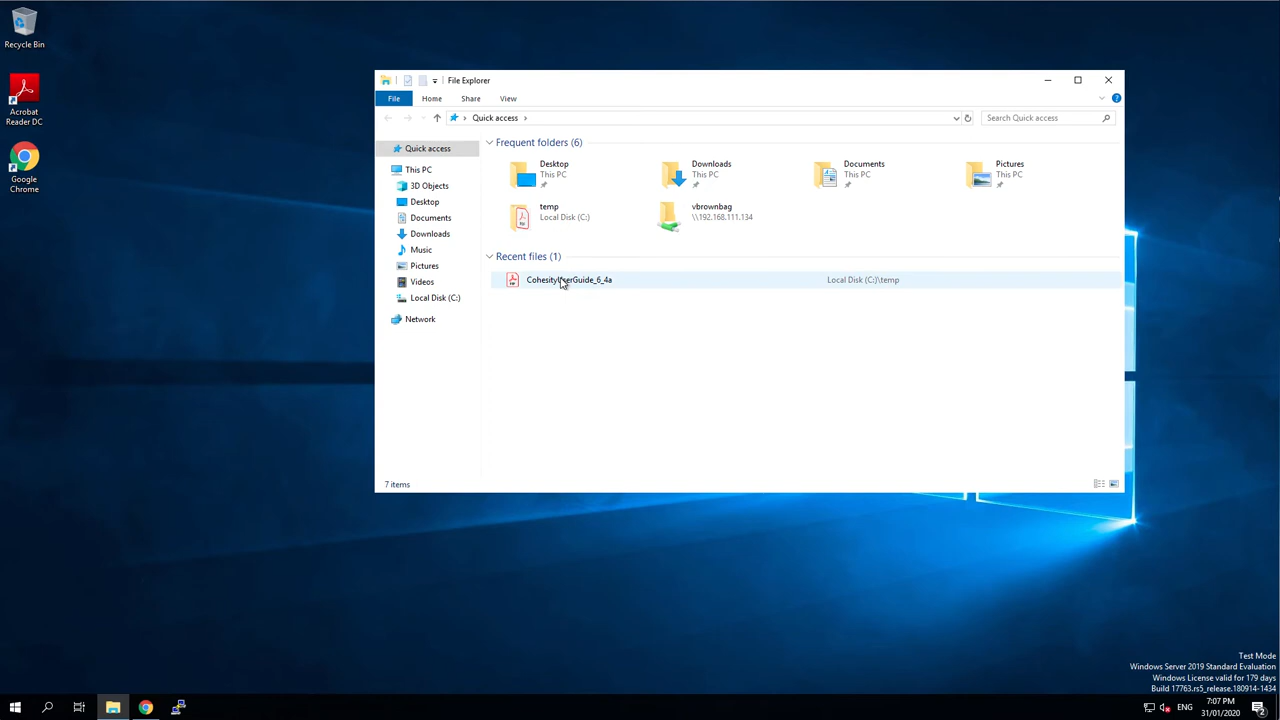 Recycle Bin
Acrobat
Reader DC
Google
Chrome
File Explorer
File
Home
Share
View
Quick access
Search Quick access
Quick access
This PC
3D Objects
Desktop
Documents
Downloads
Music
Pictures
Videos
Local Disk (C:)
Network
Frequent folders (6)
Desktop
This PC
Downloads
This PC
Documents
This PC
Pictures
This PC
temp
Local Disk (C:)
vbrownbag
\\192.168.111.134
Recent files (1)
CohesityUserGuide_6_4a
Local Disk (C:)\temp
7 items
Test Mode
Windows Server 2019 Standard Evaluation
Windows License valid for 179 days
Build 17763.rs5_release.180914-1434
ENG
7:07 PM
31/01/2020
2